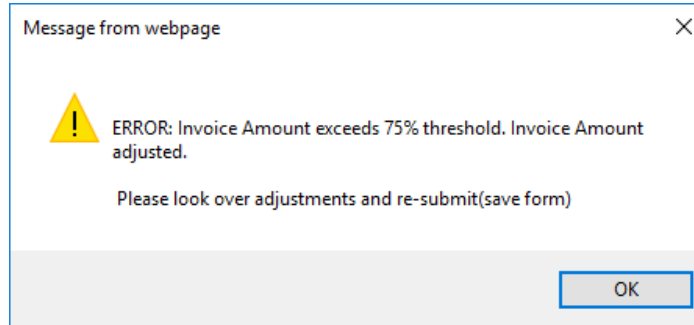 Message from webpage
ERROR: Invoice Amount exceeds 75% threshold. Invoice Amount
adjusted.
Please look over adjustments and re-submit(save form)
OK